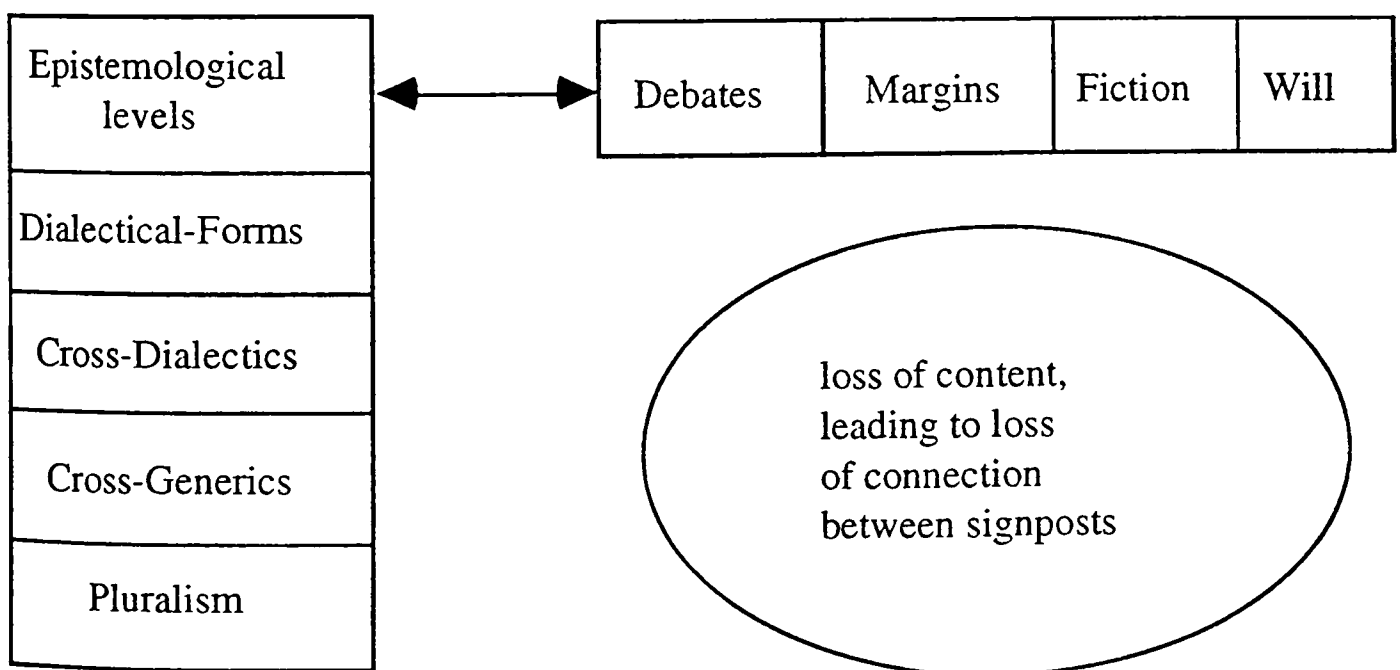 Epistemological
levels
Debates
Margins
Fiction
Will
Dialectical-Forms
Cross-Dialectics
Cross-Generics
Pluralism
loss of content,
leading to loss
of connection
between signposts